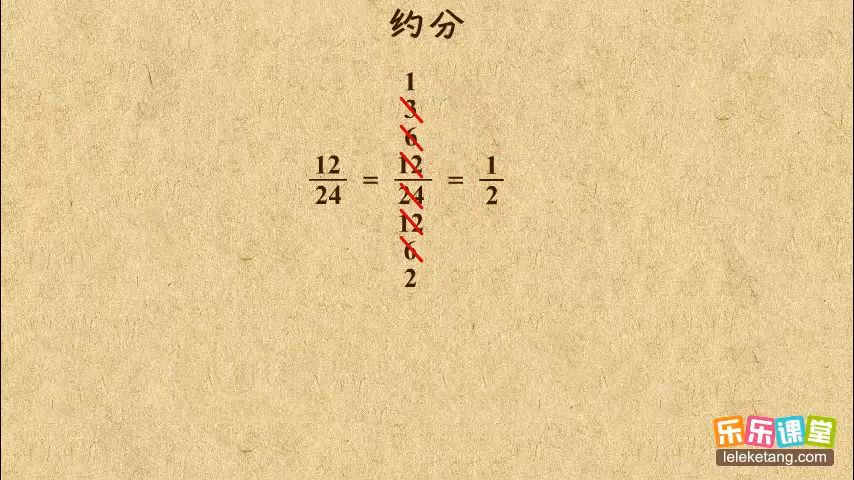 约分
1
3
6
12 12 1
— = — = —
24 24 2
12
6
2
乐乐课堂
leleketang.com